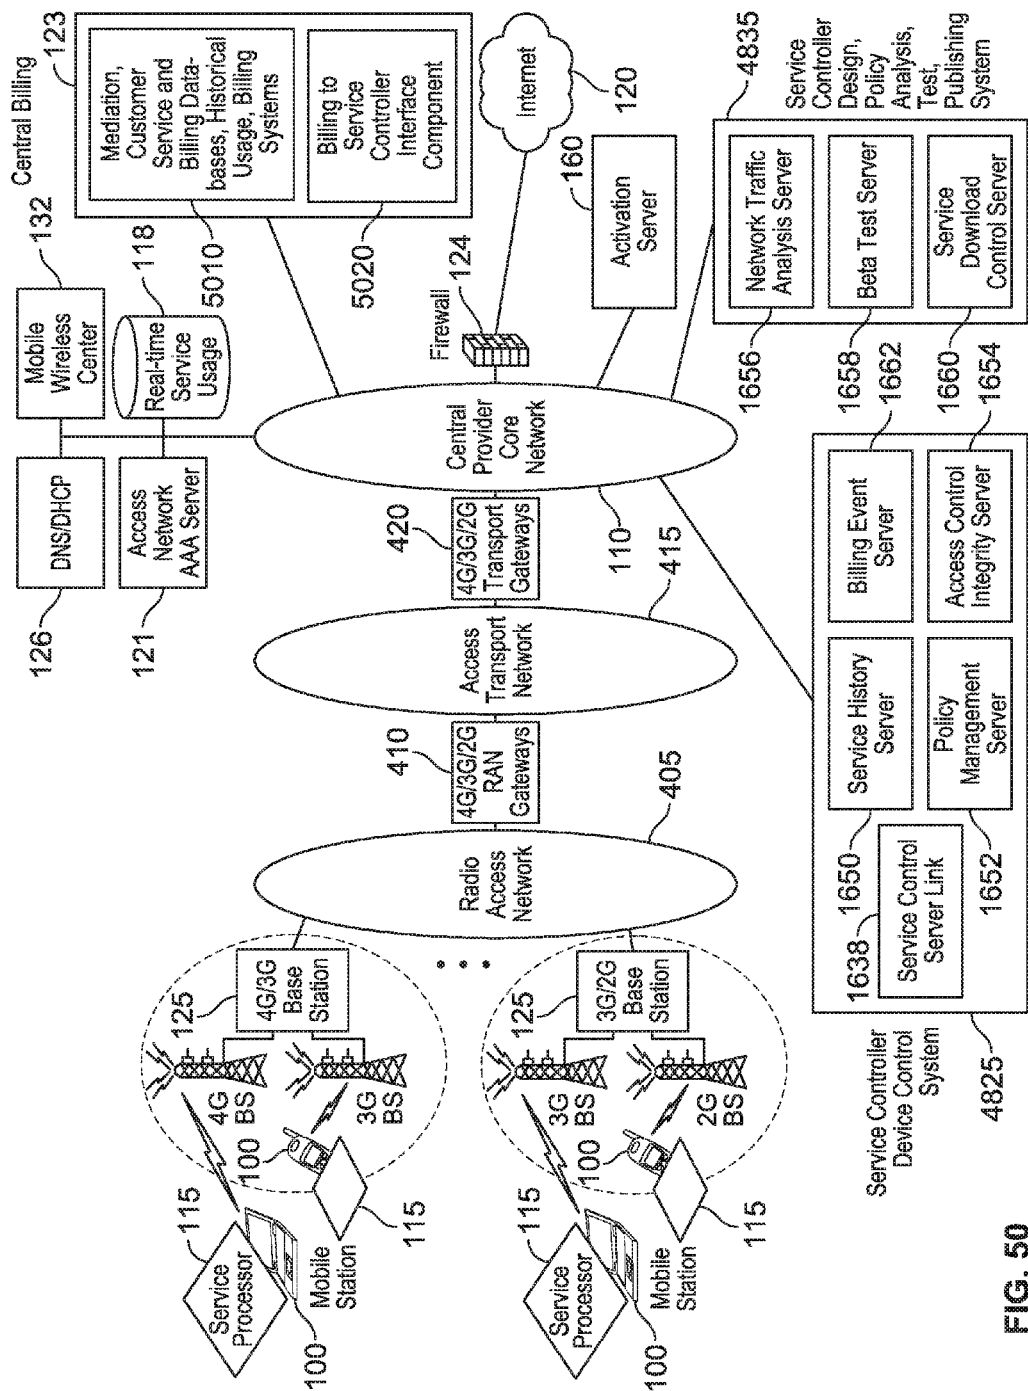 Central Billing
123
Mediation,
Customer
Service and
Billing Data-
bases, Historical
Usage, Billing
Systems
5010
Billing to
Service
Controller
Interface
Component
5020
Mobile
Wireless
Center
132
Real-time
Service
Usage
118
DNS/DHCP
126
Access
Network
AAA Server
121
Internet
120
Firewall
124
Activation
Server
160
4835
Service
Controller
Design,
Policy
Analysis,
Test,
Publishing
System
Network Traffic
Analysis Server
1656
Beta Test Server
1658
Service
Download
Control Server
1660
Central
Provider
Core
Network
110
4G/3G/2G
Transport
Gateways
420
Access
Transport
Network
415
4G/3G/2G
RAN
Gateways
410
Radio
Access
Network
405
4G/3G
Base
Station
125
4G
BS
3G
BS
100
115
Service
Processor
115
Mobile
Station
100
3G/2G
Base
Station
125
3G
BS
2G
BS
100
115
Service
Processor
115
Mobile
Station
100
Billing Event
Server
1662
Access Control
Integrity Server
1654
Service History
Server
1650
Policy
Management
Server
1652
Service Control
Server Link
1638
Service Controller
Device Control
System
4825
FIG. 50